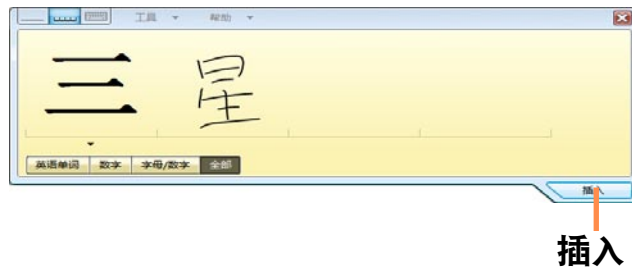 工具 帮助
三 星
英语单词 数字 字母/数字 全部
插入
插入